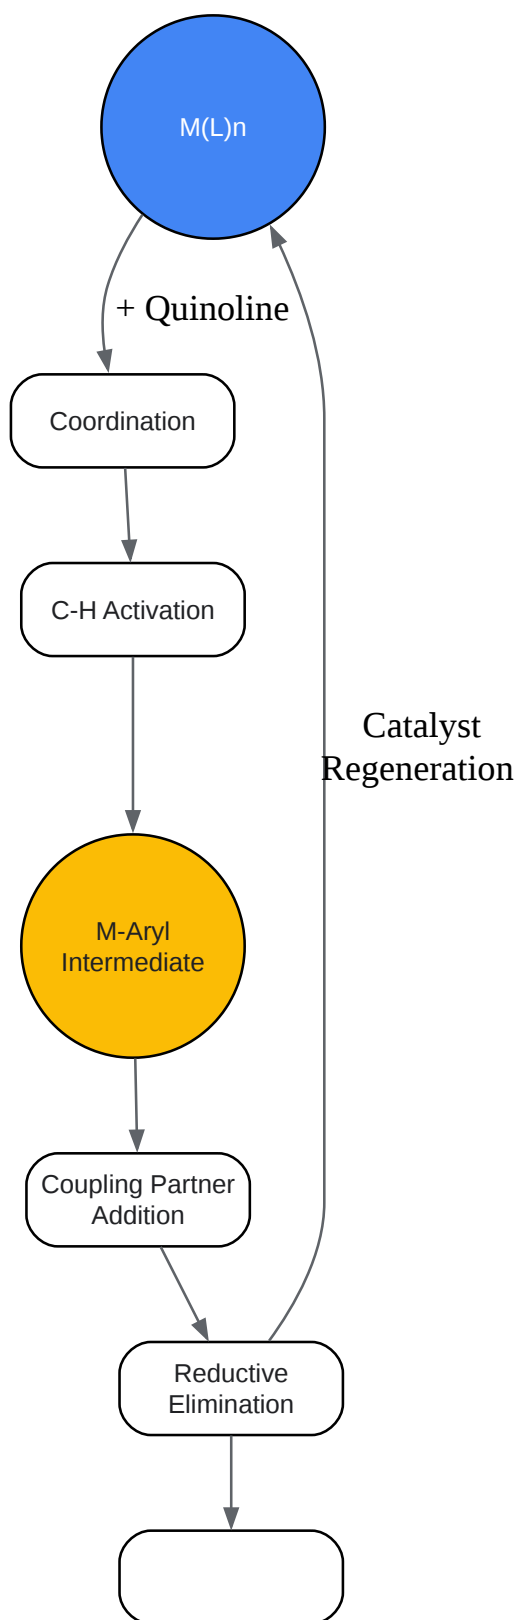 M(L)n
+ Quinoline
Coordination
C-H Activation
Catalyst
Regeneration
M-Aryl
Intermediate
Coupling Partner
Addition
Reductive
Elimination